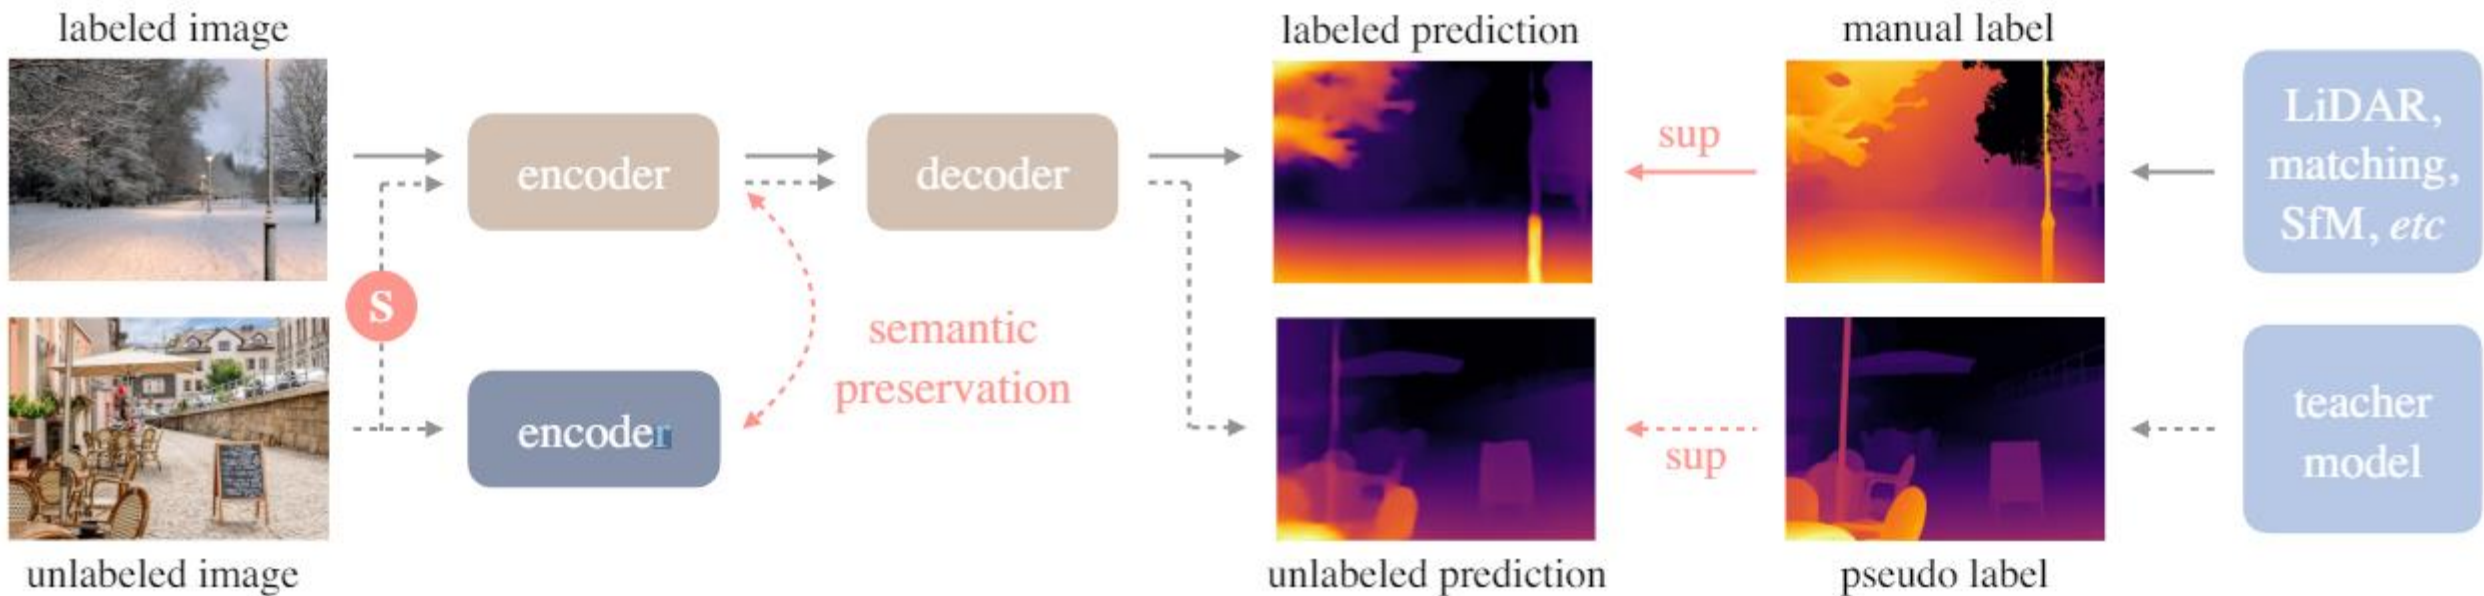 labeled image
labeled prediction
manual label
encoder
decoder
sup
LiDAR,
matching,
SfM, etc
S
semantic
preservation
encoder
sup
teacher
model
unlabeled image
unlabeled prediction
pseudo label